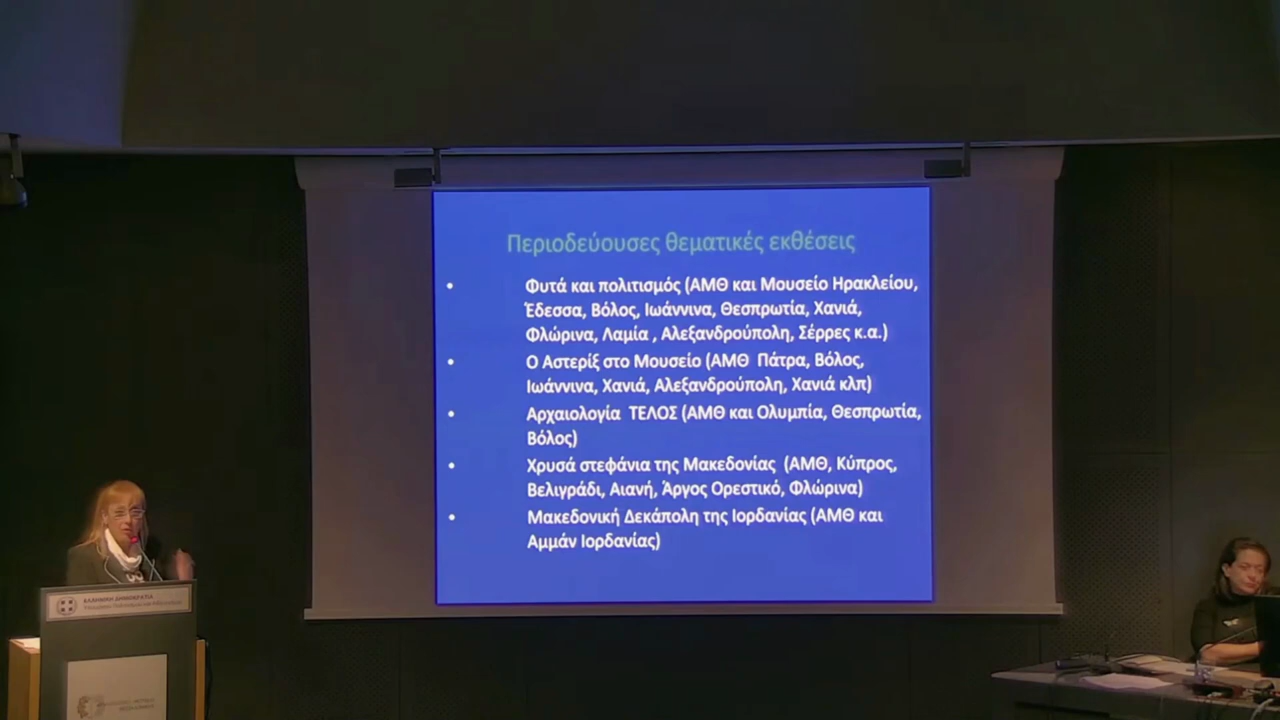 Περιοδεύουσες θεματικές εκθέσεις
• Φυτά και πολιτισμός (ΑΜΘ και Μουσείο Ηρακλείου,
Έδεσσα, Βόλος, Ιωάννινα, Θεσπρωτία, Χανιά,
Φλώρινα, Λαμία , Αλεξανδρούπολη, Σέρρες κ.α.)
• Ο Αστερίξ στο Μουσείο (ΑΜΘ Πάτρα, Βόλος,
Ιωάννινα, Χανιά, Αλεξανδρούπολη, Χανιά κλπ)
• Αρχαιολογία ΤΕΛΟΣ (ΑΜΘ και Ολυμπία, Θεσπρωτία,
Βόλος)
• Χρυσά στεφάνια της Μακεδονίας (ΑΜΘ, Κύπρος,
Βελιγράδι, Αιανή, Άργος Ορεστικό, Φλώρινα)
• Μακεδονική Δεκάπολη της Ιορδανίας (ΑΜΘ και
Αμμάν Ιορδανίας)
ΕΛΛΗΝΙΚΗ ΔΗΜΟΚΡΑΤΙΑ